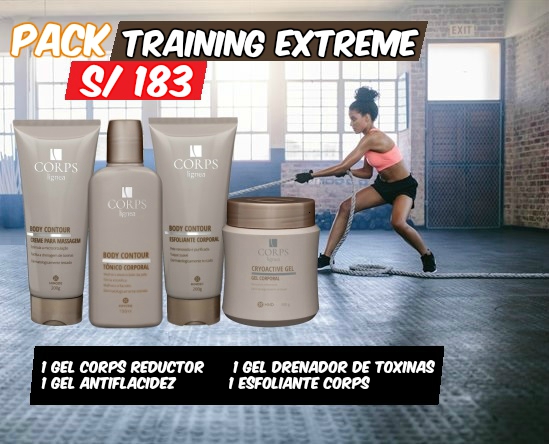 PACK TRAINING EXTREME
S/ 183
EXIT
CORPS
lígnea
BODY CONTOUR
CREME PARA MASSAGEM
CORPS
lígnea
BODY CONTOUR
TÔNICO CORPORAL
CORPS
lígnea
BODY CONTOUR
ESFOLIANTE CORPORAL
CORPS
lígnea
CRYOACTIVE GEL
GEL CORPORAL
1 GEL CORPS REDUCTOR 1 GEL DRENADOR DE TOXINAS
1 GEL ANTIFLACIDEZ 1 ESFOLIANTE CORPS